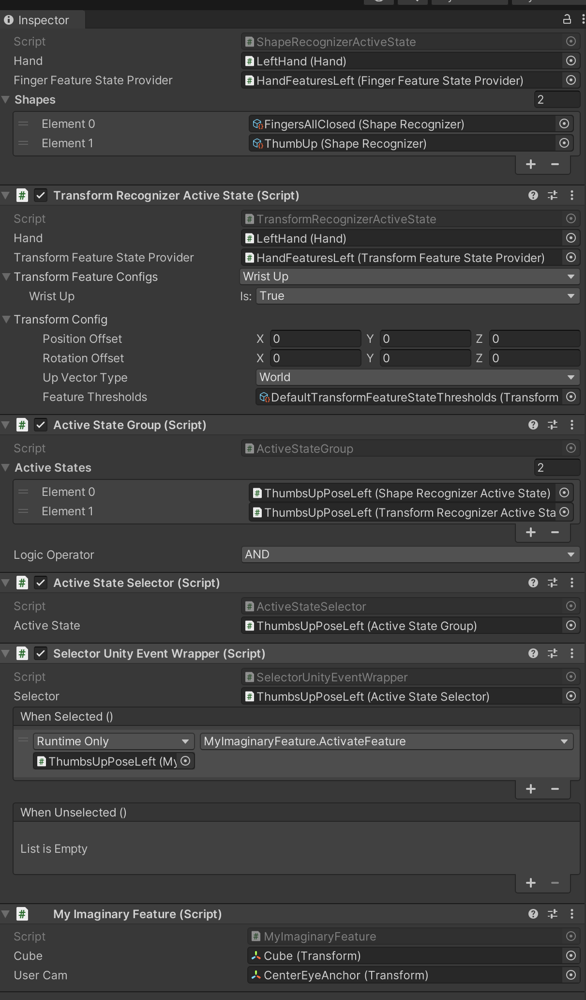 Inspector
Script # ShapeRecognizerActiveState
Hand # LeftHand (Hand)
Finger Feature State Provider # HandFeaturesLeft (Finger Feature State Provider)
Shapes 2
Element 0 FingersAllClosed (Shape Recognizer)
Element 1 ThumbUp (Shape Recognizer)
+ −
# Transform Recognizer Active State (Script)
Script # TransformRecognizerActiveState
Hand # LeftHand (Hand)
Transform Feature State Provider # HandFeaturesLeft (Transform Feature State Provider)
Transform Feature Configs Wrist Up
Wrist Up Is: True
Transform Config
Position Offset X 0 Y 0 Z 0
Rotation Offset X 0 Y 0 Z 0
Up Vector Type World
Feature Thresholds DefaultTransformFeatureStateThresholds (Transform
# Active State Group (Script)
Script # ActiveStateGroup
Active States 2
Element 0 # ThumbsUpPoseLeft (Shape Recognizer Active State)
Element 1 # ThumbsUpPoseLeft (Transform Recognizer Active Sta
+ −
Logic Operator AND
# Active State Selector (Script)
Script # ActiveStateSelector
Active State # ThumbsUpPoseLeft (Active State Group)
# Selector Unity Event Wrapper (Script)
Script # SelectorUnityEventWrapper
Selector # ThumbsUpPoseLeft (Active State Selector)
When Selected ()
Runtime Only MyImaginaryFeature.ActivateFeature
# ThumbsUpPoseLeft (My
+ −
When Unselected ()
List is Empty
+ −
# My Imaginary Feature (Script)
Script # MyImaginaryFeature
Cube Cube (Transform)
User Cam CenterEyeAnchor (Transform)